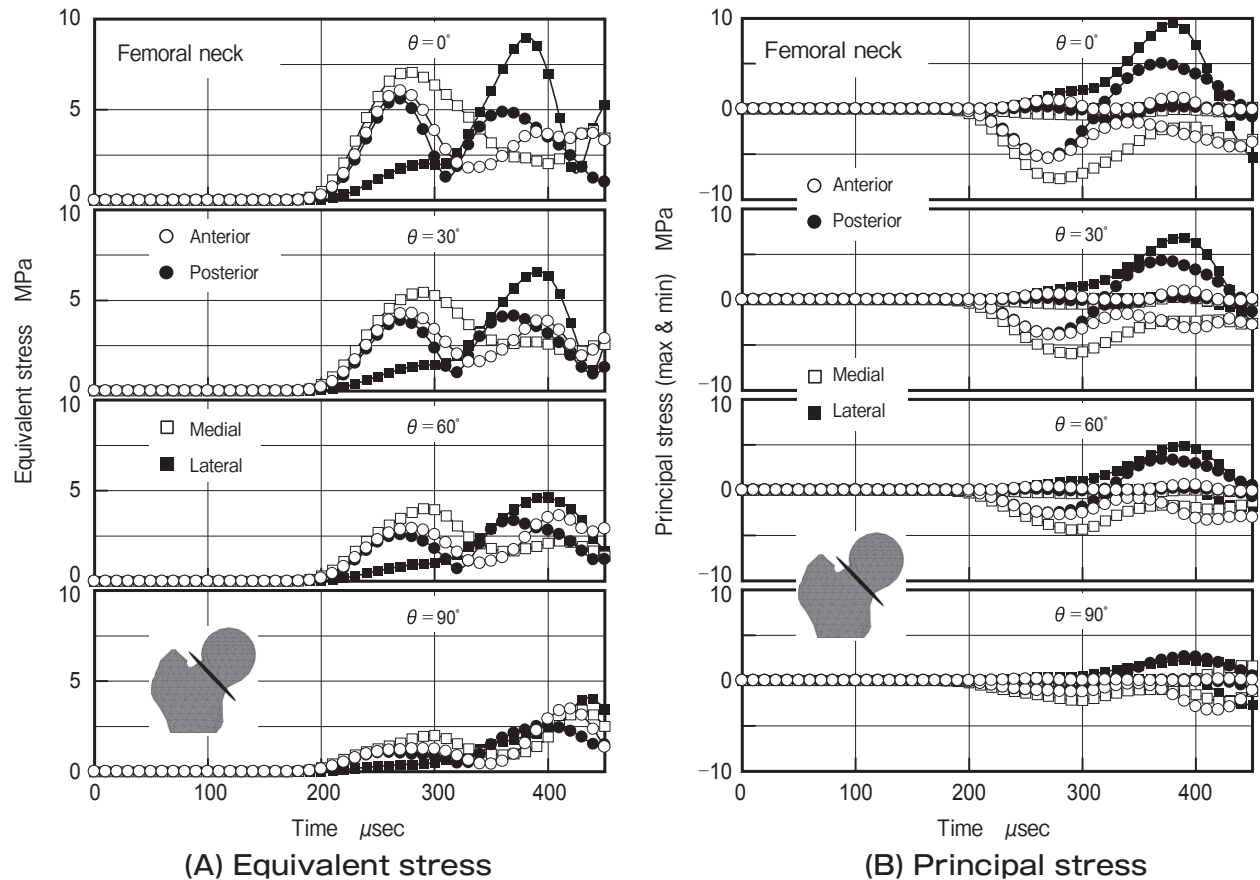 10
Femoral neck
θ＝0°
5
0
10
Anterior
θ＝30°
Posterior
5
0
10
Medial
θ＝60°
Lateral
5
0
10
θ＝90°
5
0
0
100
200
300
400
Time μsec
Equivalent stress MPa
(A) Equivalent stress
10
Femoral neck
θ＝0°
0
Anterior
Posterior
−10
10
θ＝30°
0
Medial
Lateral
−10
10
θ＝60°
0
−10
10
θ＝90°
0
−10
0
100
200
300
400
Time μsec
Principal stress (max & min) MPa
(B) Principal stress